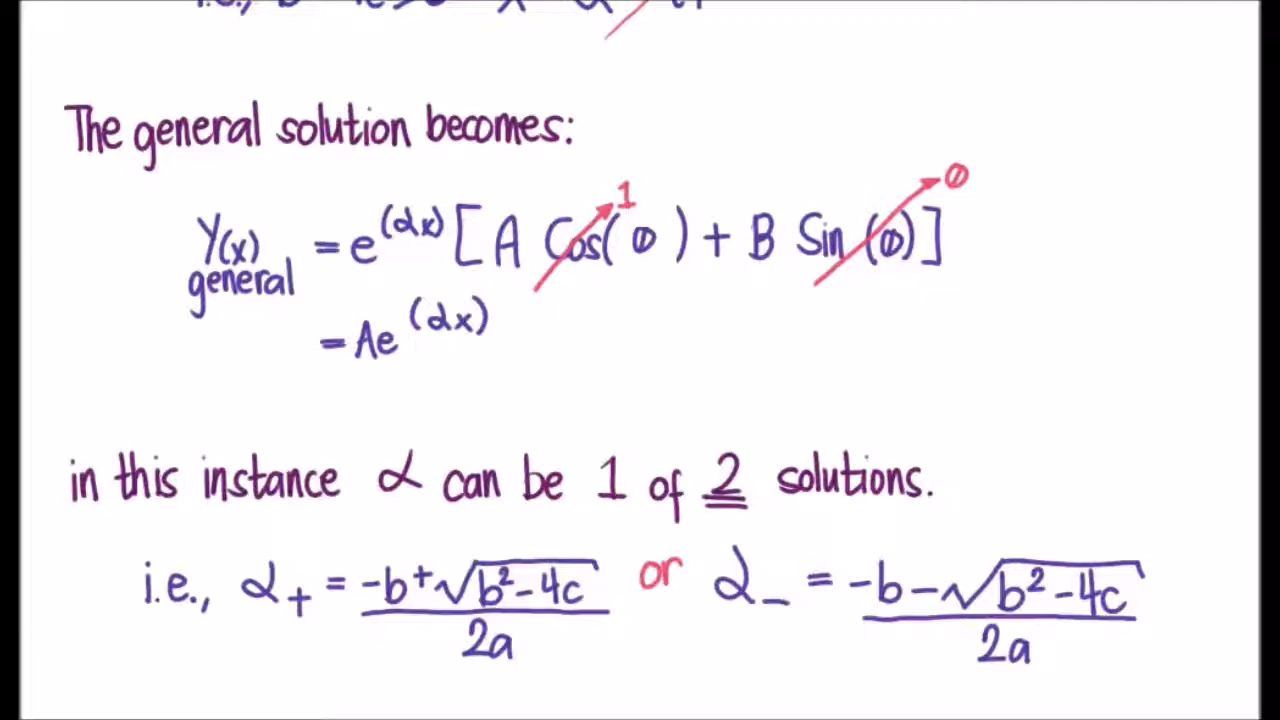 The general solution becomes:
Y(x) general = e^(αx) [ A Cos( 0 ) + B Sin (0) ]
1
0
= Ae^(αx)
in this instance α can be 1 of 2 solutions.
i.e., α₊ = -b+√b²-4c / 2a or α₋ = -b-√b²-4c / 2a